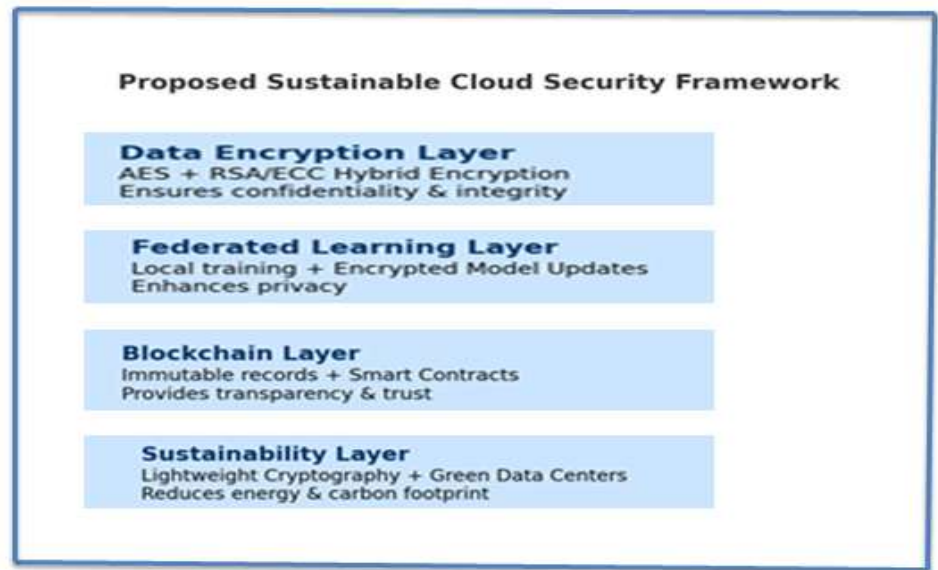 Proposed Sustainable Cloud Security Framework
Data Encryption Layer
AES + RSA/ECC Hybrid Encryption
Ensures confidentiality & integrity
Federated Learning Layer
Local training + Encrypted Model Updates
Enhances privacy
Blockchain Layer
Immutable records + Smart Contracts
Provides transparency & trust
Sustainability Layer
Lightweight Cryptography + Green Data Centers
Reduces energy & carbon footprint